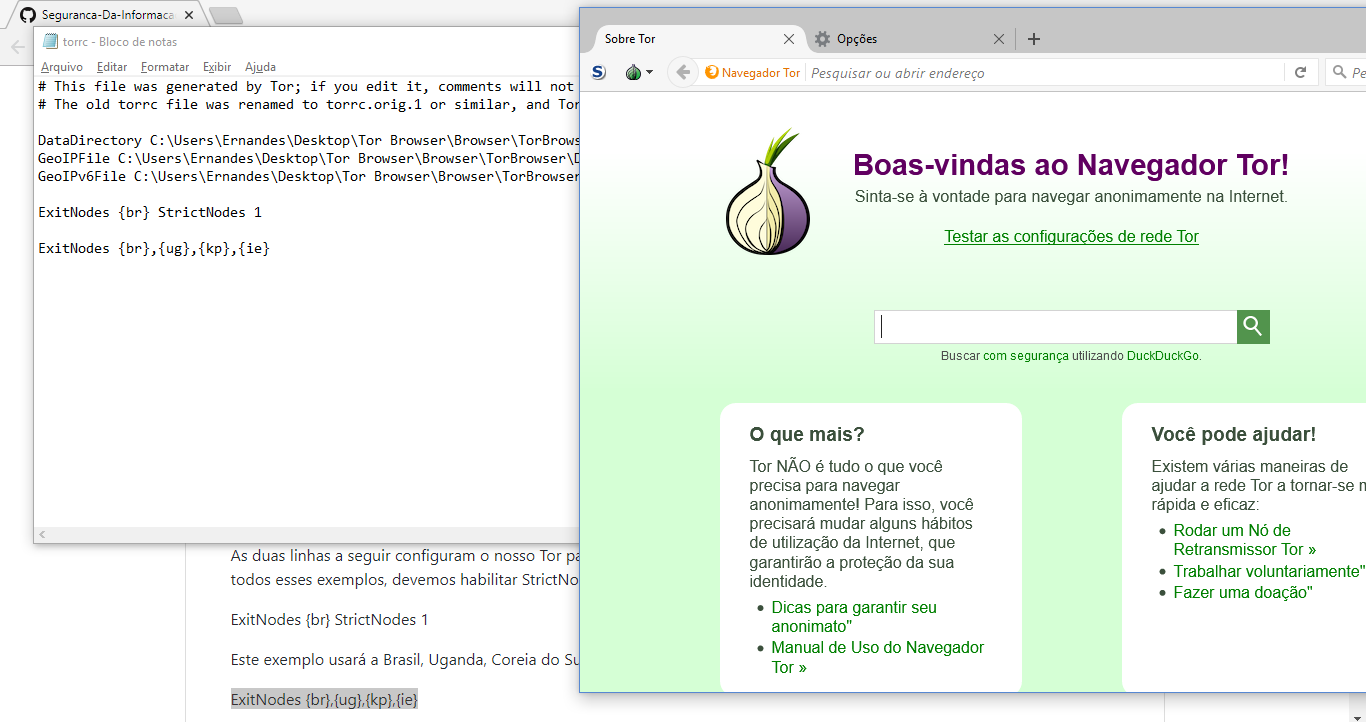 Seguranca-Da-Informaca
torrc - Bloco de notas
Arquivo Editar Formatar Exibir Ajuda
# This file was generated by Tor; if you edit it, comments will not
# The old torrc file was renamed to torrc.orig.1 or similar, and Tor
DataDirectory C:\Users\Ernandes\Desktop\Tor Browser\Browser\TorBrows
GeoIPFile C:\Users\Ernandes\Desktop\Tor Browser\Browser\TorBrowser\D
GeoIPv6File C:\Users\Ernandes\Desktop\Tor Browser\Browser\TorBrowser
ExitNodes {br} StrictNodes 1
ExitNodes {br},{ug},{kp},{ie}
As duas linhas a seguir configuram o nosso Tor pa
todos esses exemplos, devemos habilitar StrictNo
ExitNodes {br} StrictNodes 1
Este exemplo usará a Brasil, Uganda, Coreia do Su
ExitNodes {br},{ug},{kp},{ie}
Sobre Tor
Opções
Navegador Tor
Pesquisar ou abrir endereço
Pe
Boas-vindas ao Navegador Tor!
Sinta-se à vontade para navegar anonimamente na Internet.
Testar as configurações de rede Tor
Buscar com segurança utilizando DuckDuckGo.
O que mais?
Tor NÃO é tudo o que você
precisa para navegar
anonimamente! Para isso, você
precisará mudar alguns hábitos
de utilização da Internet, que
garantirão a proteção da sua
identidade.
Dicas para garantir seu
anonimato"
Manual de Uso do Navegador
Tor »
Você pode ajudar!
Existem várias maneiras de
ajudar a rede Tor a tornar-se m
rápida e eficaz:
Rodar um Nó de
Retransmissor Tor »
Trabalhar voluntariamente"
Fazer uma doação"